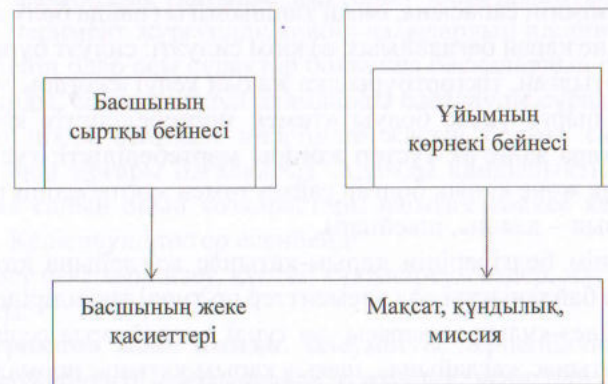 Басшының
сыртқы бейнесі
Ұйымның
көрнекі бейнесі
Басшының жеке
қасиеттері
Мақсат, құндылық,
миссия